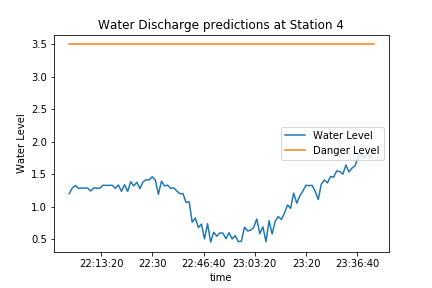 Water Discharge predictions at Station 4
3.5
3.0
2.5
2.0
1.5
1.0
0.5
Water Level
Water Level
Danger Level
22:13:20 22:30 22:46:40 23:03:20 23:20 23:36:40
time